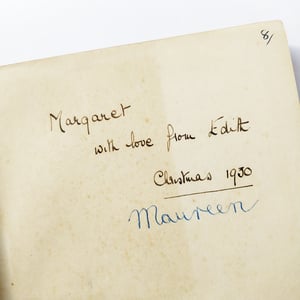 8/
Margaret
with love from Edith
Christmas 1930
Maureen